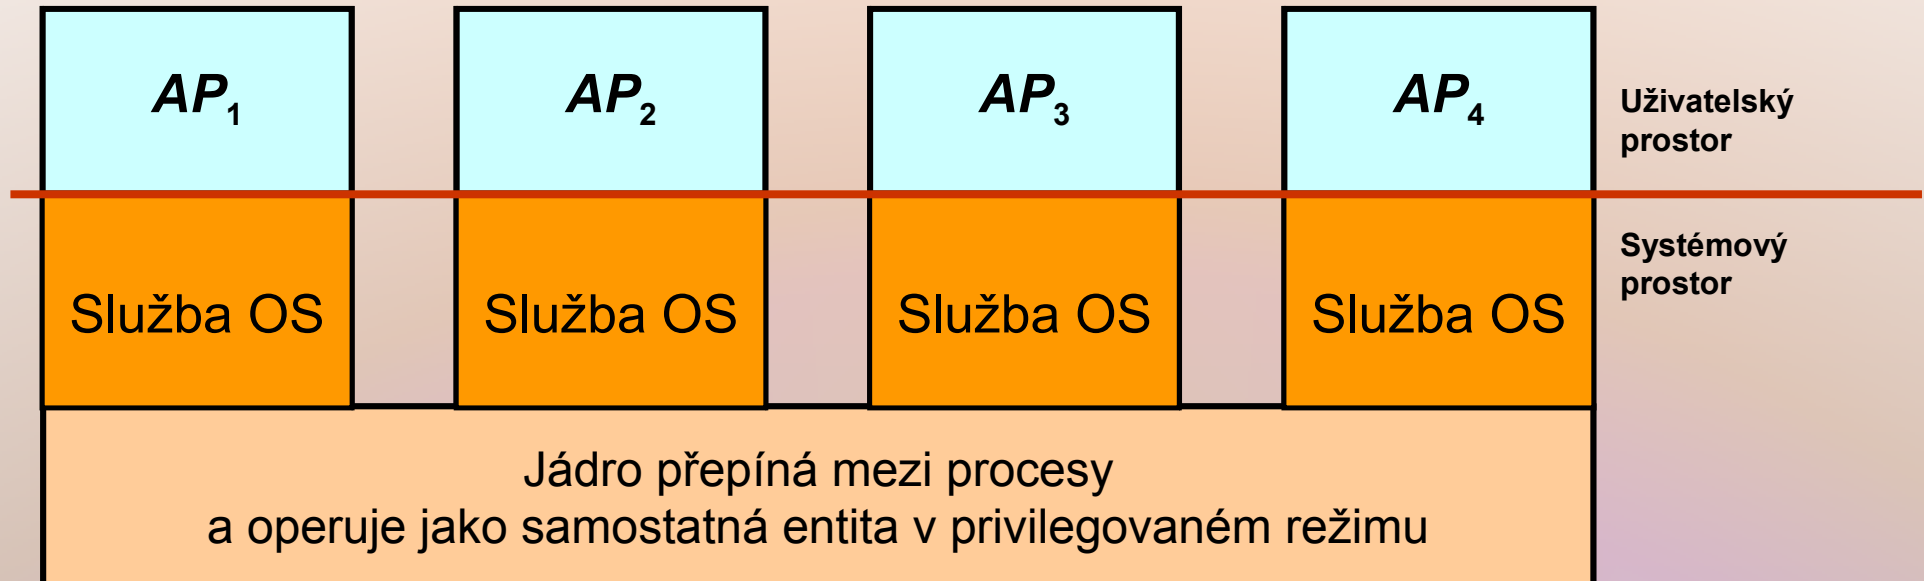 AP1 AP2 AP3 AP4
Uživatelský
prostor
Systémový
prostor
Služba OS Služba OS Služba OS Služba OS
Jádro přepíná mezi procesy
a operuje jako samostatná entita v privilegovaném režimu